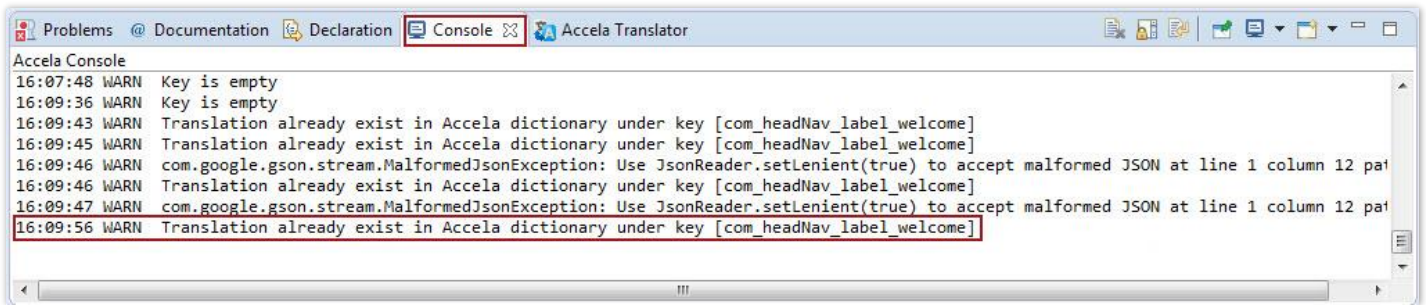 Problems @ Documentation Declaration Console Accela Translator
Accela Console
16:07:48 WARN Key is empty
16:09:36 WARN Key is empty
16:09:43 WARN Translation already exist in Accela dictionary under key [com_headNav_label_welcome]
16:09:45 WARN Translation already exist in Accela dictionary under key [com_headNav_label_welcome]
16:09:46 WARN com.google.gson.stream.MalformedJsonException: Use JsonReader.setLenient(true) to accept malformed JSON at line 1 column 12 pat
16:09:46 WARN Translation already exist in Accela dictionary under key [com_headNav_label_welcome]
16:09:47 WARN com.google.gson.stream.MalformedJsonException: Use JsonReader.setLenient(true) to accept malformed JSON at line 1 column 12 pat
16:09:56 WARN Translation already exist in Accela dictionary under key [com_headNav_label_welcome]